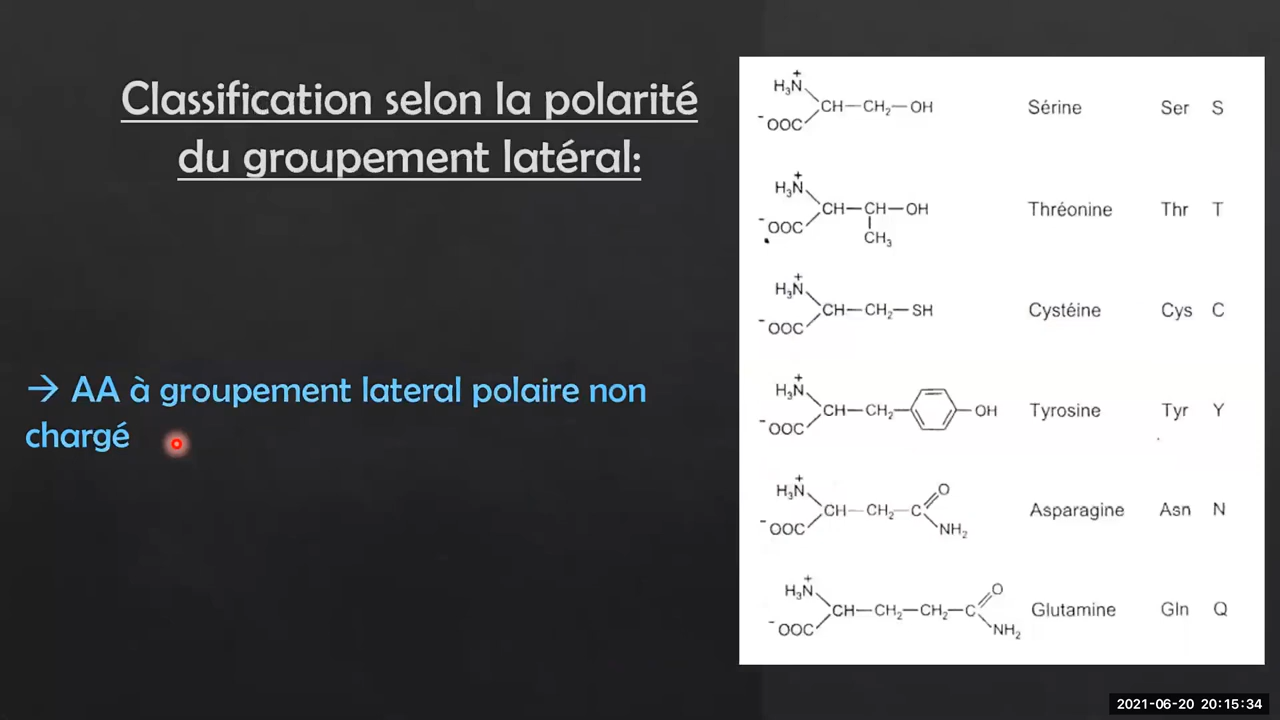 Classification selon la polarité
du groupement latéral:
→ AA à groupement lateral polaire non
chargé
H₃N⁺
⁻OOC CH—CH₂—OH Sérine Ser S
H₃N⁺
⁻OOC CH—CH—OH Thréonine Thr T
CH₃
H₃N⁺
⁻OOC CH—CH₂—SH Cystéine Cys C
H₃N⁺
⁻OOC CH—CH₂ OH Tyrosine Tyr Y
H₃N⁺ O
⁻OOC CH—CH₂—C Asparagine Asn N
NH₂
H₃N⁺ O
⁻OOC CH—CH₂—CH₂—C Glutamine Gln Q
NH₂
2021-06-20 20:15:34